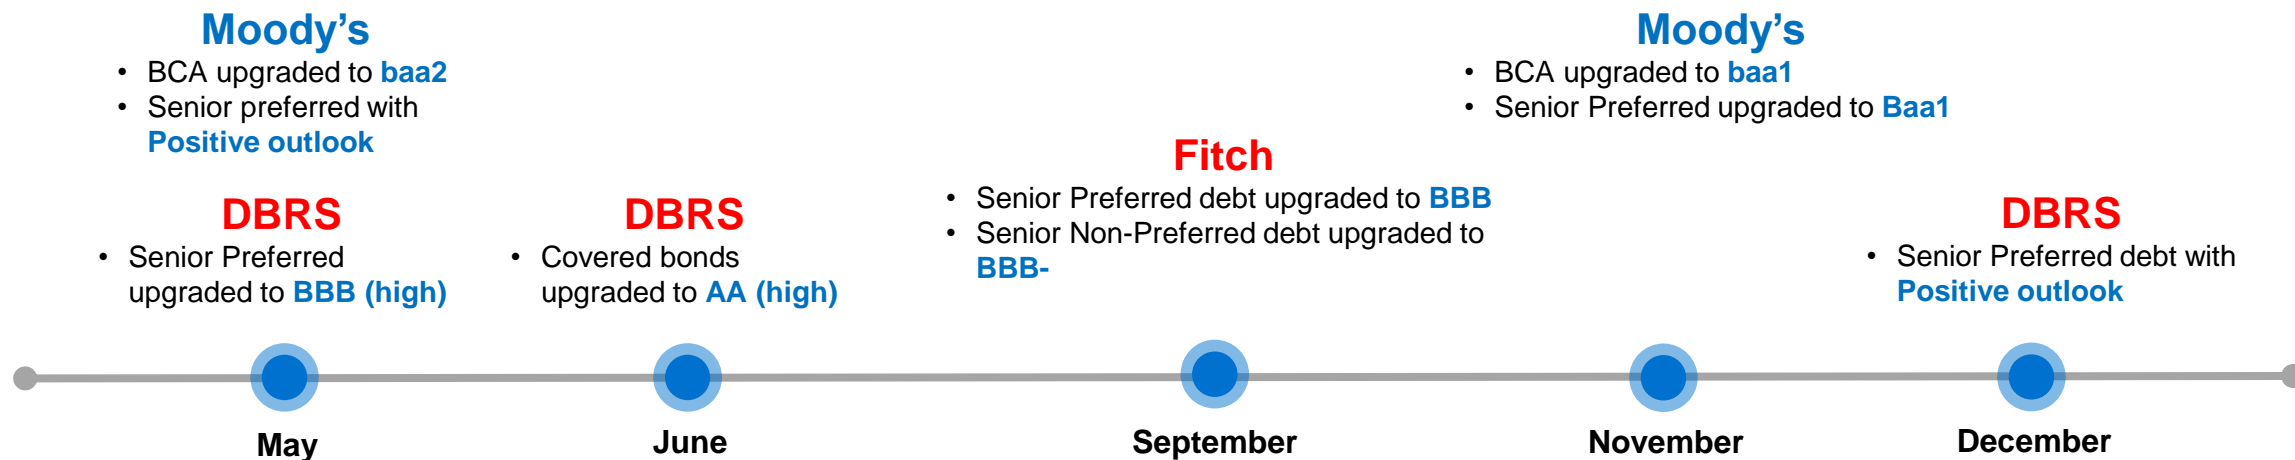 Moody's
• BCA upgraded to baa2
• Senior preferred with
Positive outlook
DBRS
• Senior Preferred
upgraded to BBB (high)
DBRS
• Covered bonds
upgraded to AA (high)
Fitch
• Senior Preferred debt upgraded to BBB
• Senior Non-Preferred debt upgraded to
BBB-
Moody's
• BCA upgraded to baa1
• Senior Preferred upgraded to Baa1
DBRS
• Senior Preferred debt with
Positive outlook
May
June
September
November
December